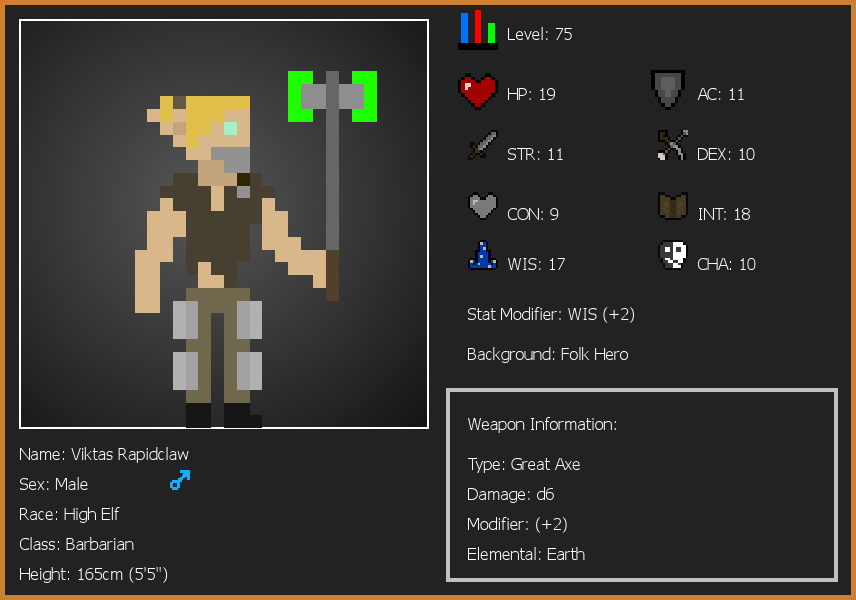 Level: 75
HP: 19
AC: 11
STR: 11
DEX: 10
CON: 9
INT: 18
WIS: 17
CHA: 10
Stat Modifier: WIS (+2)
Background: Folk Hero
Weapon Information:
Type: Great Axe
Damage: d6
Modifier: (+2)
Elemental: Earth
Name: Viktas Rapidclaw
Sex: Male
Race: High Elf
Class: Barbarian
Height: 165cm (5'5")